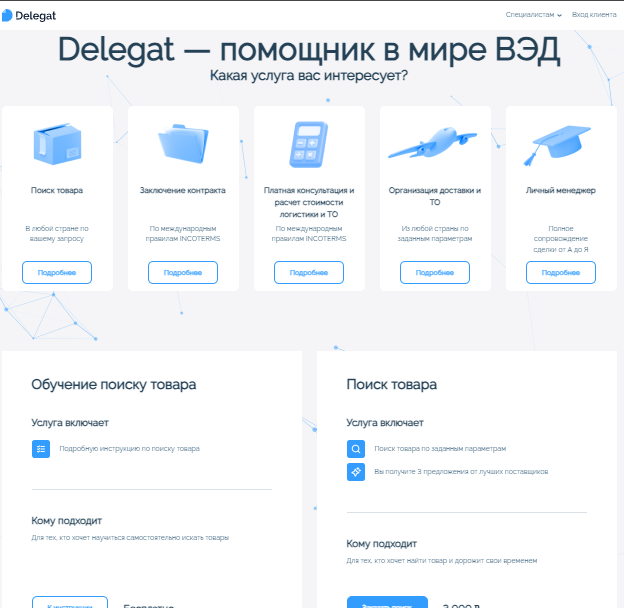 Delegat
Специалистам
Вход клиента
Delegat — помощник в мире ВЭД
Какая услуга вас интересует?
Поиск товара
В любой стране по
вашему запросу
Подробнее
Заключение контракта
По международным
правилам INCOTERMS
Подробнее
Платная консультация и
расчет стоимости
логистики и ТО
По международным
правилам INCOTERMS
Подробнее
Организация доставки и
ТО
Из любой страны по
заданным параметрам
Подробнее
Личный менеджер
Полное
сопровождение
сделки от А до Я
Подробнее
Обучение поиску товара
Услуга включает
Подробную инструкцию по поиску товара
Кому подходит
Для тех, кто хочет научиться самостоятельно искать товары
К инструкции
Бесплатно
Поиск товара
Услуга включает
Поиск товара по заданным параметрам
Вы получите 3 предложения от лучших поставщиков
Кому подходит
Для тех, кто хочет найти товар и дорожит свои временем
Заказать поиск